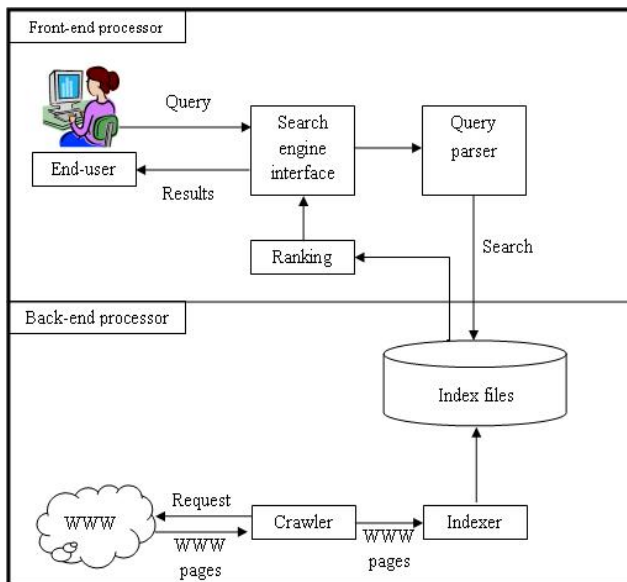 Front-end processor
Query
Search
engine
interface
Query
parser
End-user
Results
Ranking
Search
Back-end processor
Index files
Request
WWW
WWW
pages
Crawler
WWW
pages
Indexer